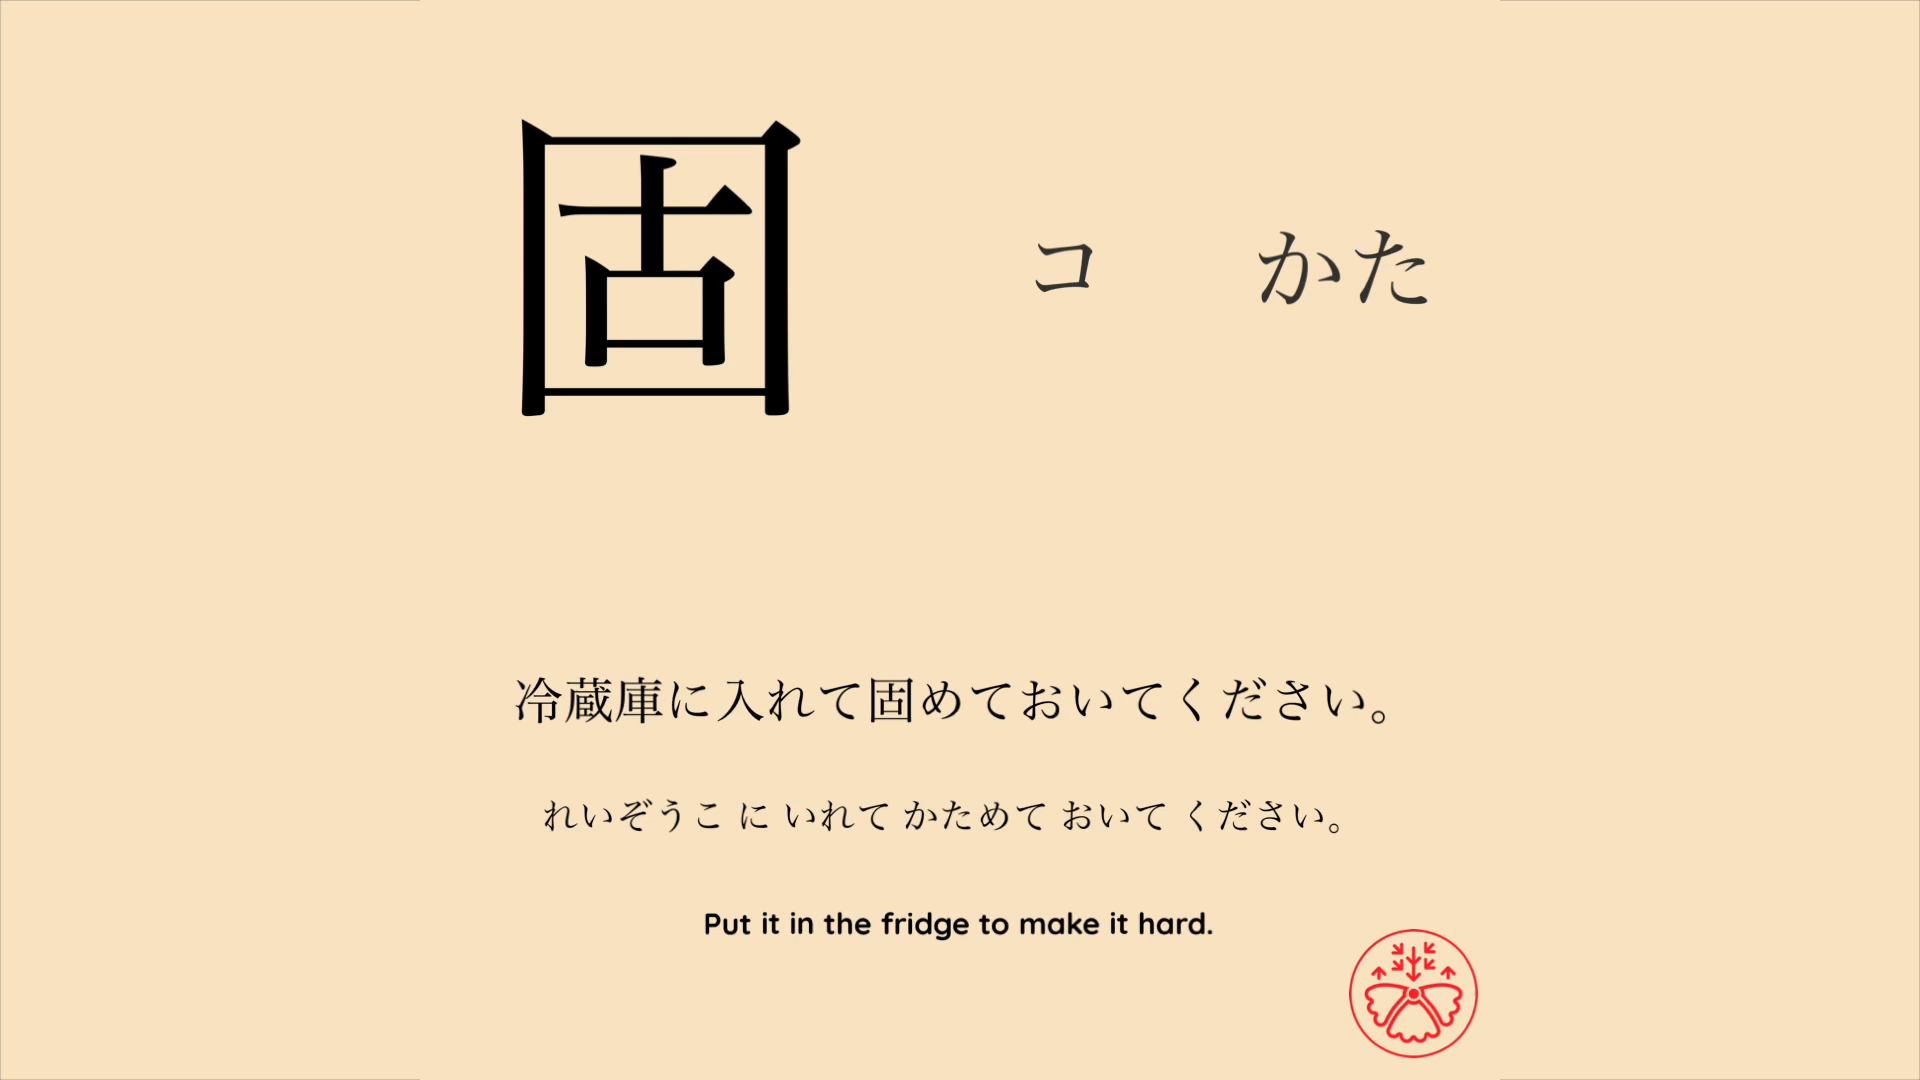 固
コ かた
冷蔵庫に入れて固めておいてください。
れいぞうこ に いれて かためて おいて ください。
Put it in the fridge to make it hard.